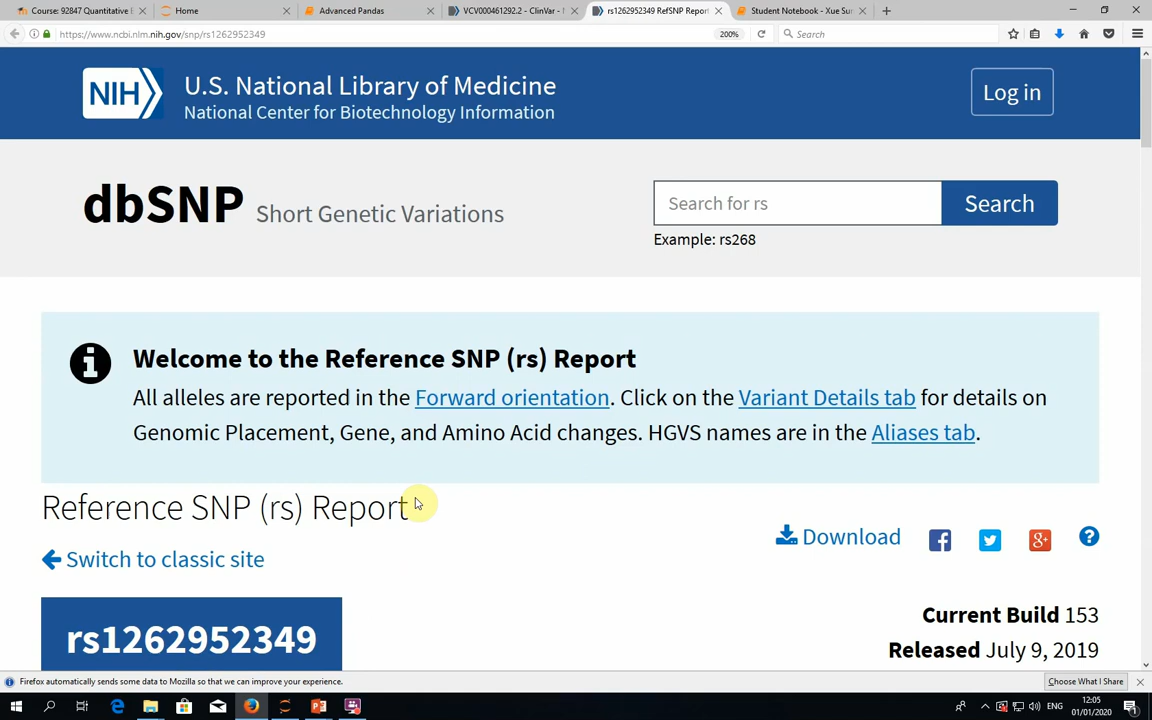 Course: 92847 Quantitative
Home
Advanced Pandas
VCV000461292.2 - ClinVar -
rs1262952349 RefSNP Report
Student Notebook - Xue Su
https://www.ncbi.nlm.nih.gov/snp/rs1262952349
200%
Search
NIH
U.S. National Library of Medicine
National Center for Biotechnology Information
Log in
dbSNP Short Genetic Variations
Search for rs
Search
Example: rs268
Welcome to the Reference SNP (rs) Report
All alleles are reported in the Forward orientation. Click on the Variant Details tab for details on
Genomic Placement, Gene, and Amino Acid changes. HGVS names are in the Aliases tab.
Reference SNP (rs) Report
Download
Switch to classic site
rs1262952349
Current Build 153
Released July 9, 2019
Firefox automatically sends some data to Mozilla so that we can improve your experience.
Choose What I Share
ENG
12:05
01/01/2020